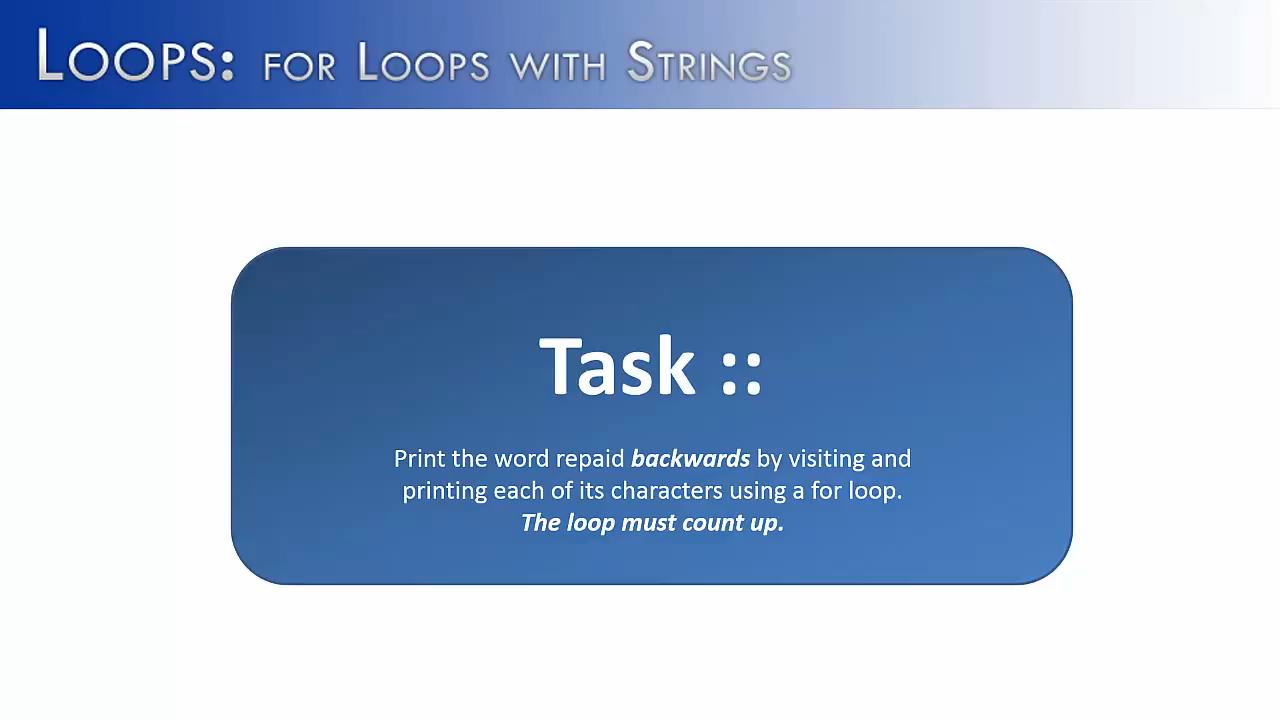 Loops: for Loops with Strings
Task ::
Print the word repaid backwards by visiting and
printing each of its characters using a for loop.
The loop must count up.